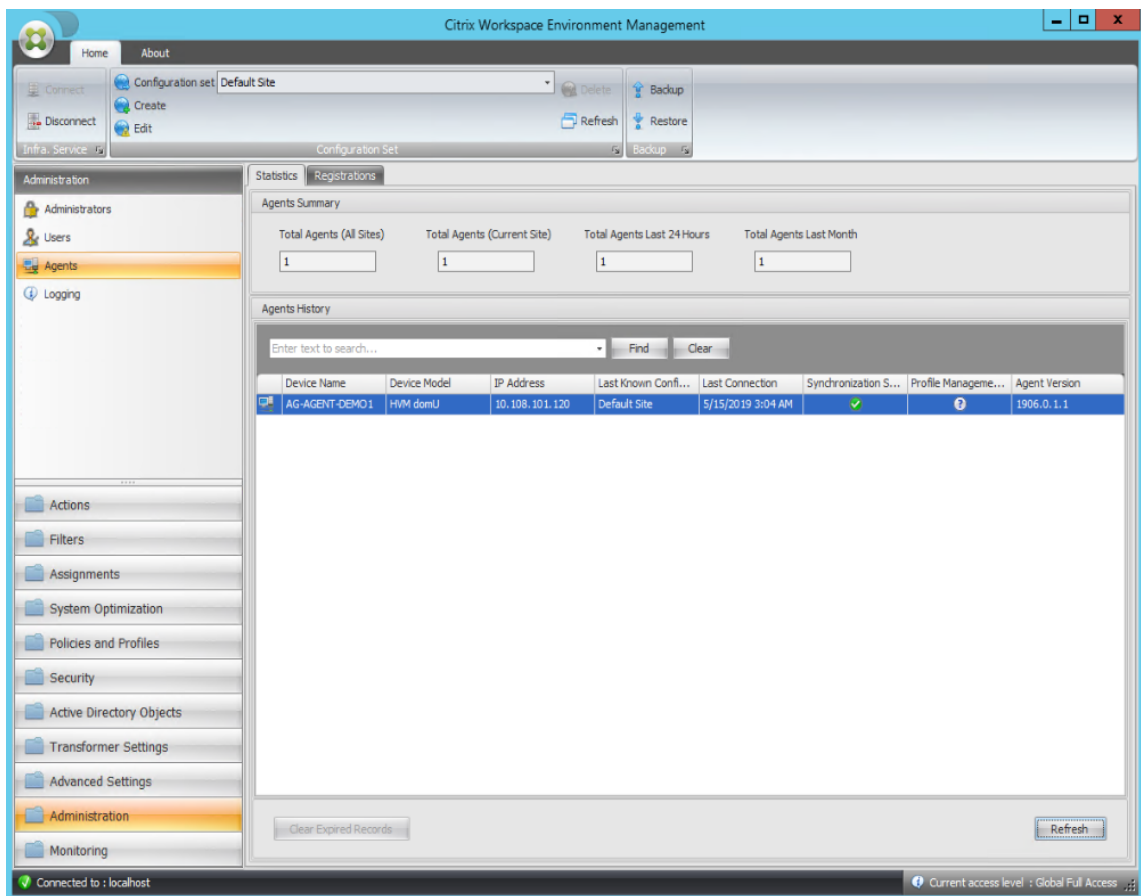 Citrix Workspace Environment Management
Home About
Connect
Disconnect
Infra. Service
Configuration set Default Site
Create
Edit
Delete
Refresh
Configuration Set
Backup
Restore
Backup
Administration
Administrators
Users
Agents
Logging
Actions
Filters
Assignments
System Optimization
Policies and Profiles
Security
Active Directory Objects
Transformer Settings
Advanced Settings
Administration
Monitoring
Statistics Registrations
Agents Summary
Total Agents (All Sites) Total Agents (Current Site) Total Agents Last 24 Hours Total Agents Last Month
1 1 1 1
Agents History
Enter text to search... Find Clear
Device Name Device Model IP Address Last Known Confi... Last Connection Synchronization S... Profile Manageme... Agent Version
AG-AGENT-DEMO1 HVM domU 10.108.101.120 Default Site 5/15/2019 3:04 AM 1906.0.1.1
Clear Expired Records Refresh
Connected to : localhost Current access level : Global Full Access